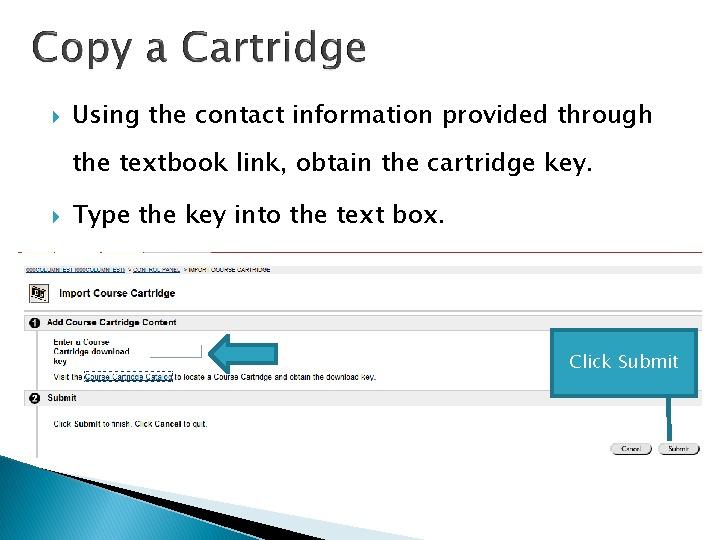 Copy a Cartridge
Using the contact information provided through
the textbook link, obtain the cartridge key.
Type the key into the text box.
> CONTROL PANEL > IMPORT COURSE CARTRIDGE
Import Course Cartridge
1 Add Course Cartridge Content
Enter a Course
Cartridge download
key
Visit the Course Cartridge Catalog to locate a Course Cartridge and obtain the download key.
Click Submit
2 Submit
Click Submit to finish. Click Cancel to quit.
Cancel Submit